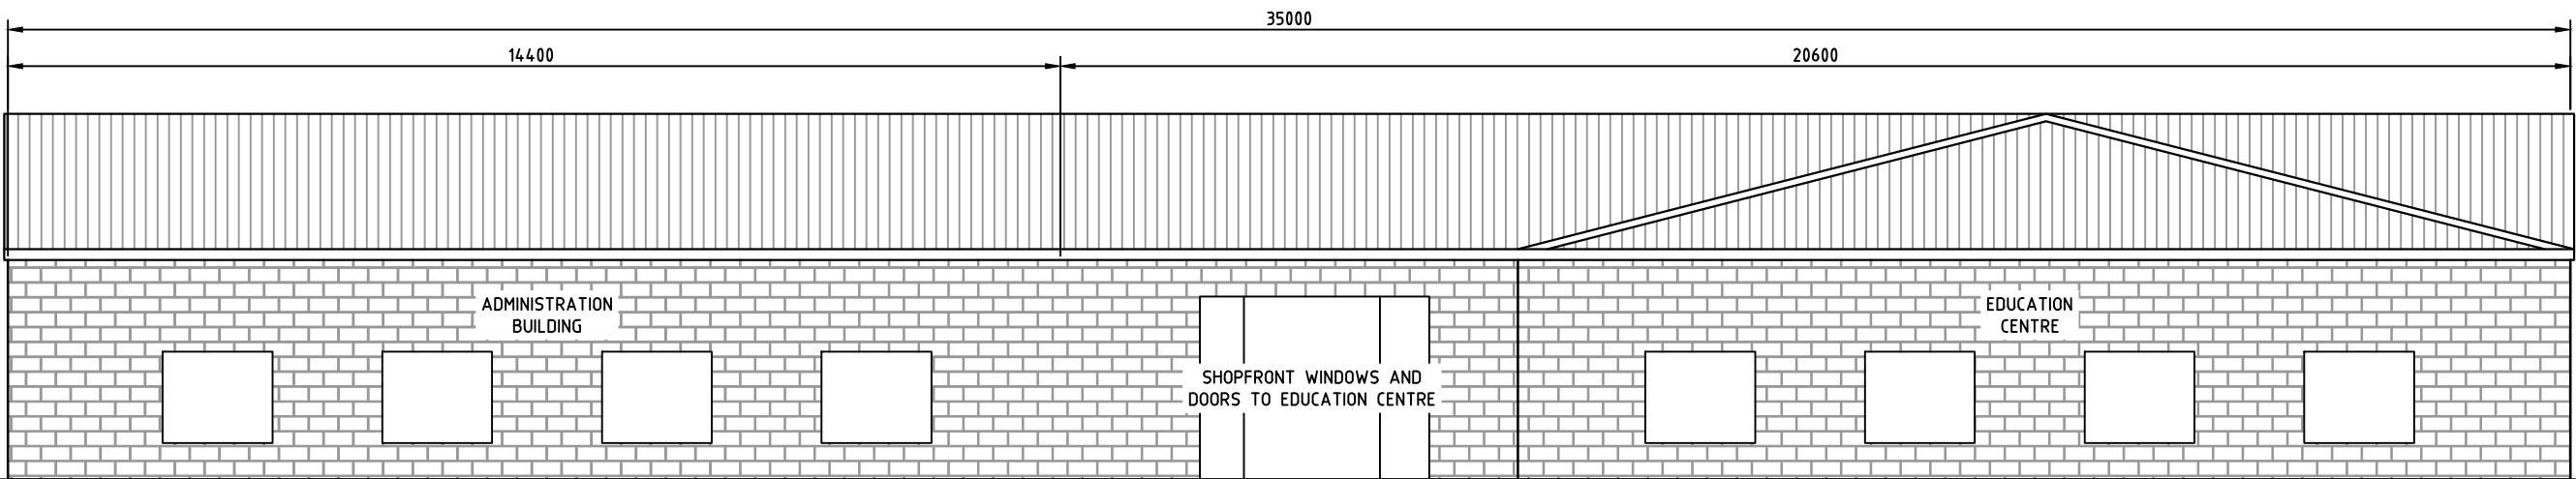 35000
14400
20600
ADMINISTRATION
BUILDING
EDUCATION
CENTRE
SHOPFRONT WINDOWS AND
DOORS TO EDUCATION CENTRE